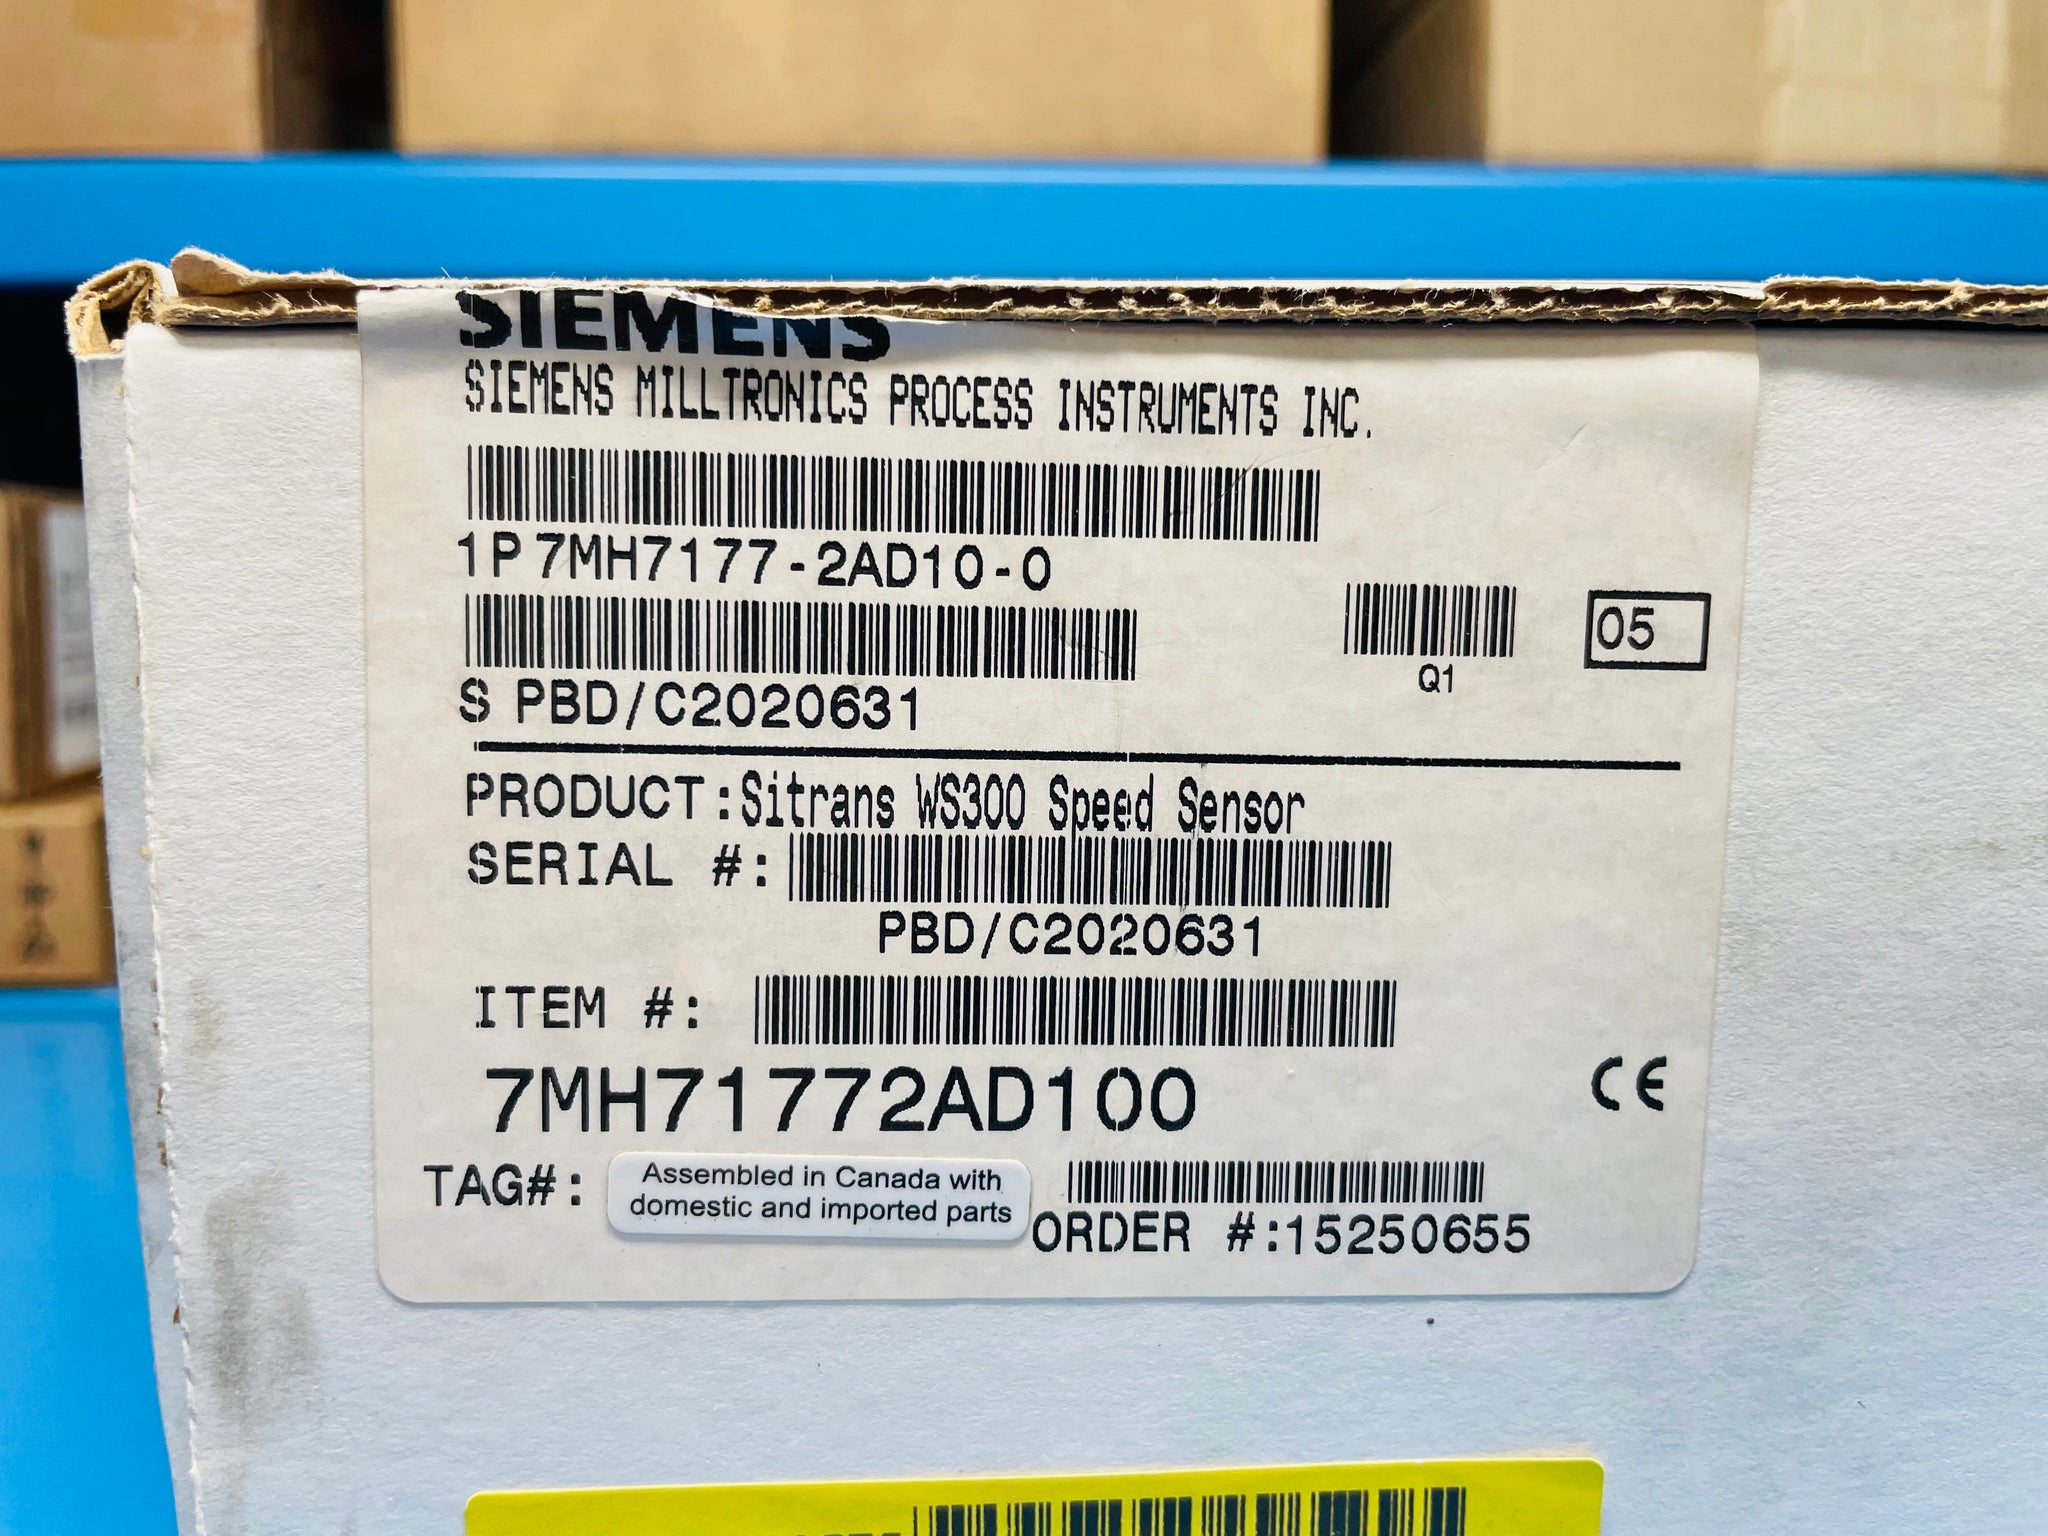 SIEMENS
SIEMENS MILLTRONICS PROCESS INSTRUMENTS INC.
1P 7MH7177-2AD10-0
Q1
05
S PBD/C2020631
PRODUCT:Sitrans WS300 Speed Sensor
SERIAL #:
PBD/C2020631
ITEM #:
7MH71772AD100
CE
TAG#:
Assembled in Canada with
domestic and imported parts
ORDER #:15250655